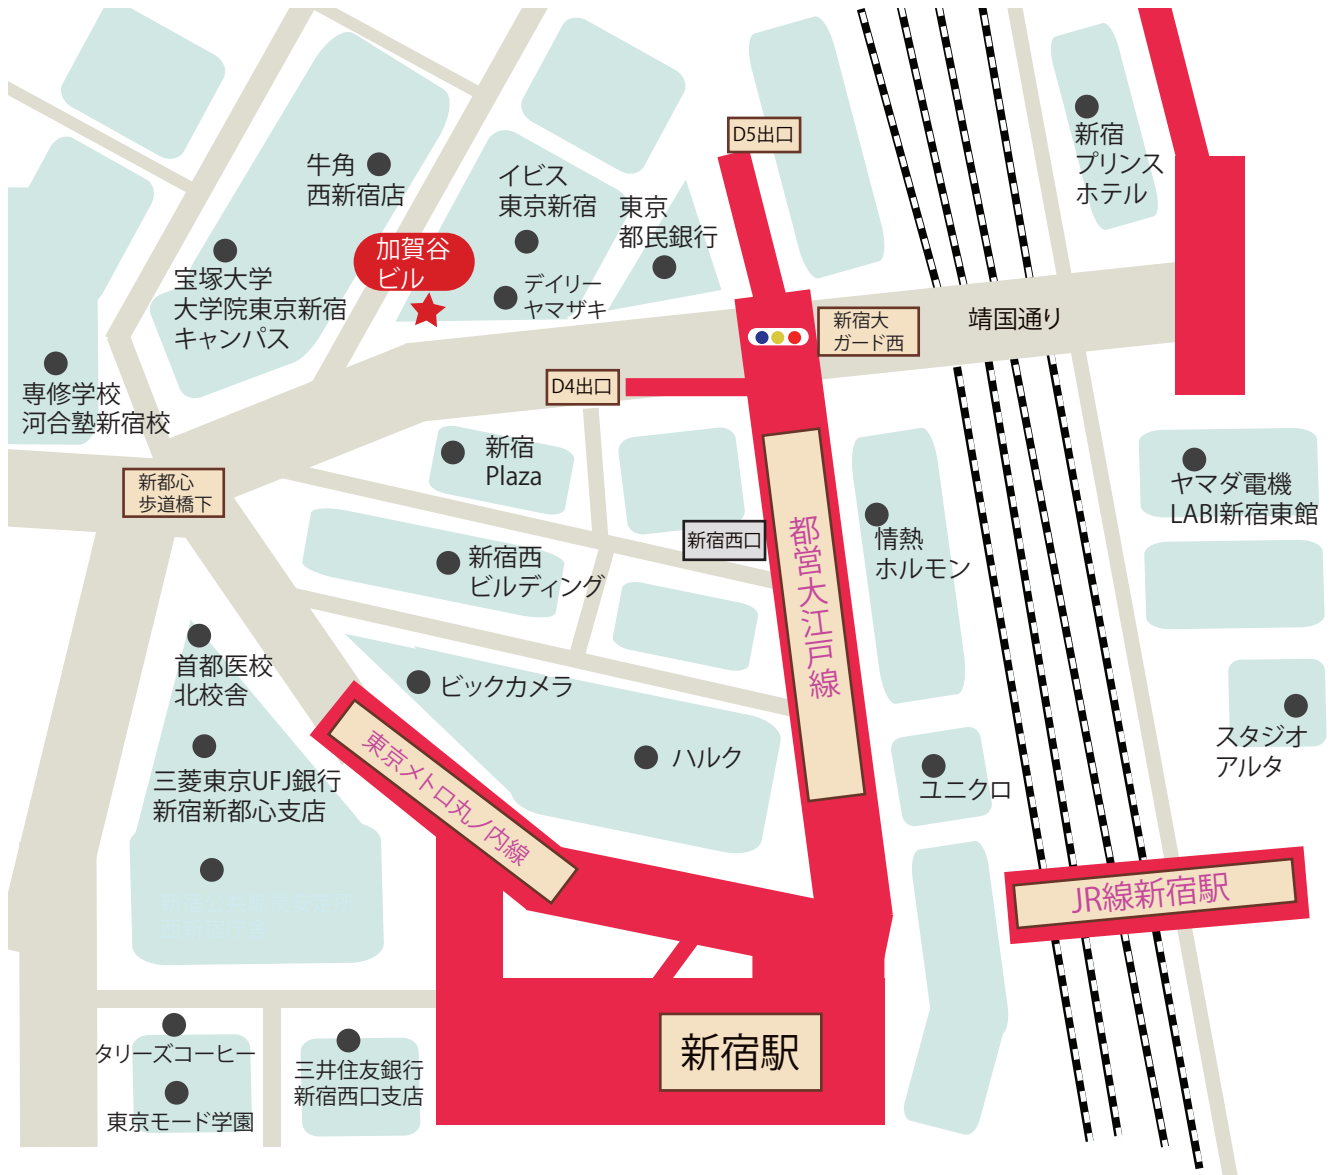 D5出口
新宿
プリンス
ホテル
牛角
西新宿店
イビス
東京新宿
東京
都民銀行
加賀谷
ビル
宝塚大学
大学院東京新宿
キャンパス
デイリー
ヤマザキ
新宿大
ガード西
靖国通り
専修学校
河合塾新宿校
D4出口
新宿
Plaza
新都心
歩道橋下
ヤマダ電機
LABI新宿東館
新宿西口
都営大江戸線
情熱
ホルモン
新宿西
ビルディング
首都医校
北校舎
ビックカメラ
三菱東京UFJ銀行
新宿新都心支店
東京メトロ丸ノ内線
ハルク
ユニクロ
スタジオ
アルタ
JR線新宿駅
新宿駅
タリーズコーヒー
東京モード学園
三井住友銀行
新宿西口支店